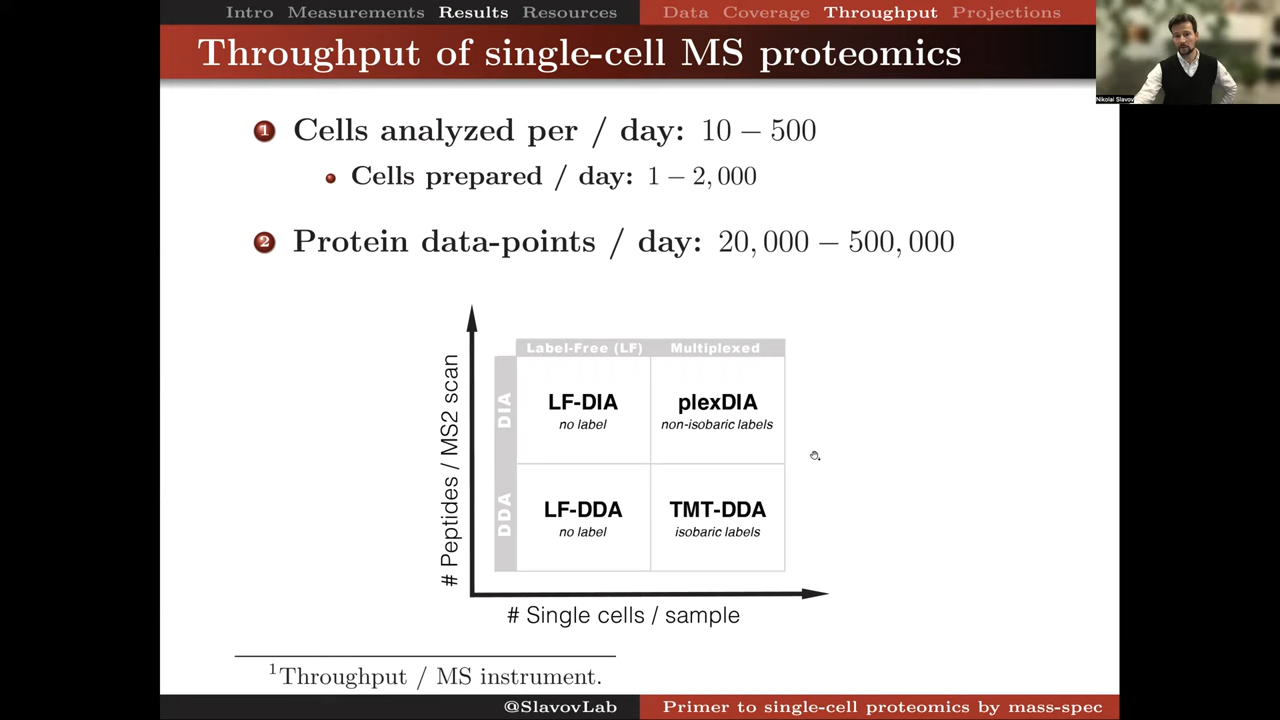 Intro Measurements Results Resources Data Coverage Throughput Projections
Throughput of single-cell MS proteomics
Nikolai Slavov
1 Cells analyzed per / day: 10 – 500
• Cells prepared / day: 1 – 2,000
2 Protein data-points / day: 20,000 – 500,000
Label-Free (LF) Multiplexed
# Peptides / MS2 scan
DIA
LF-DIA
no label
plexDIA
non-isobaric labels
DDA
LF-DDA
no label
TMT-DDA
isobaric labels
# Single cells / sample
1Throughput / MS instrument.
@SlavovLab Primer to single-cell proteomics by mass-spec